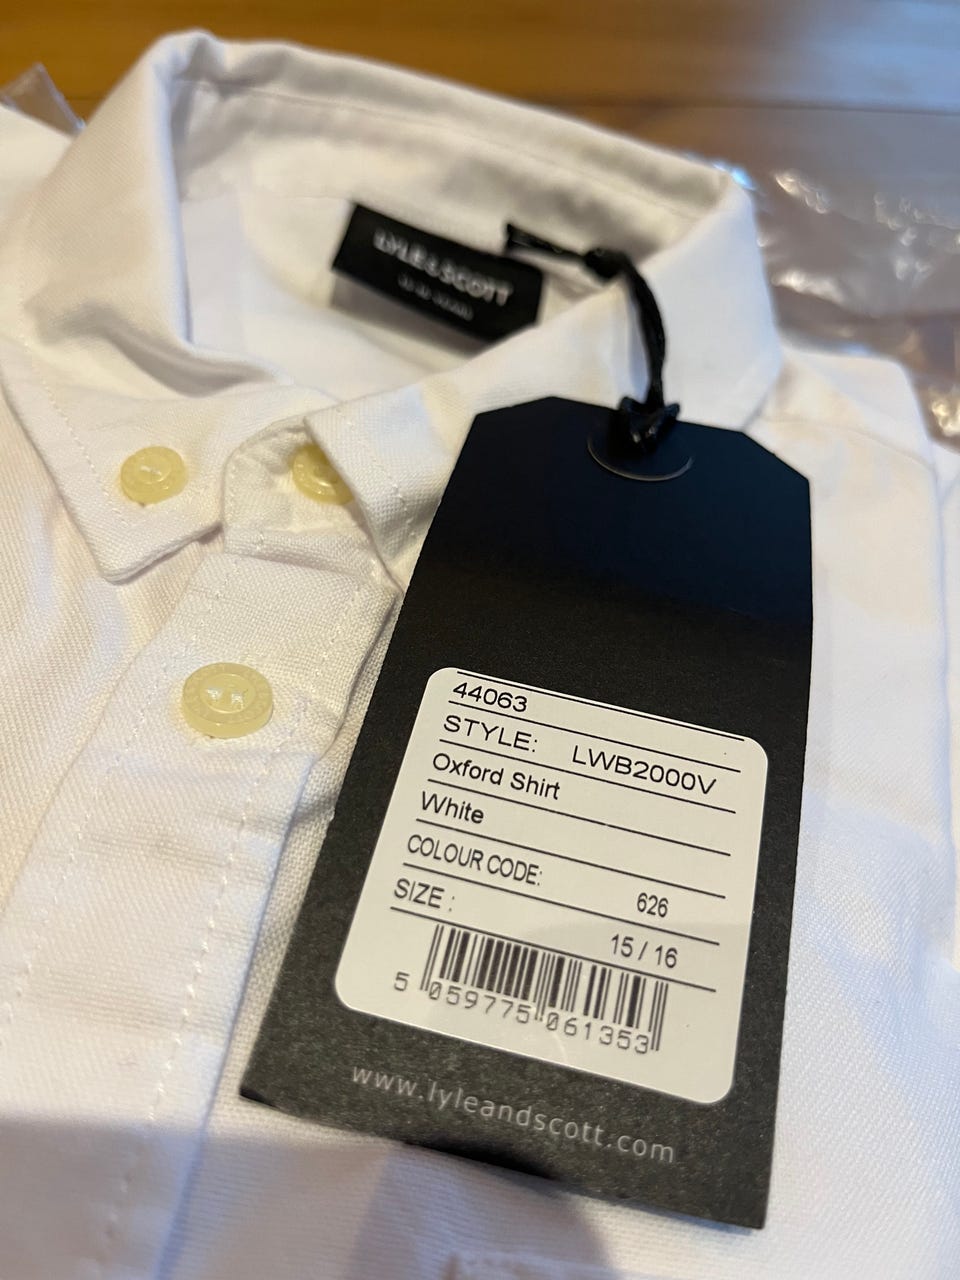 LYLE & SCOTT
44063
STYLE: LWB2000V
Oxford Shirt
White
COLOUR CODE: 626
SIZE : 15 / 16
5 059775 061353
www.lyleandscott.com